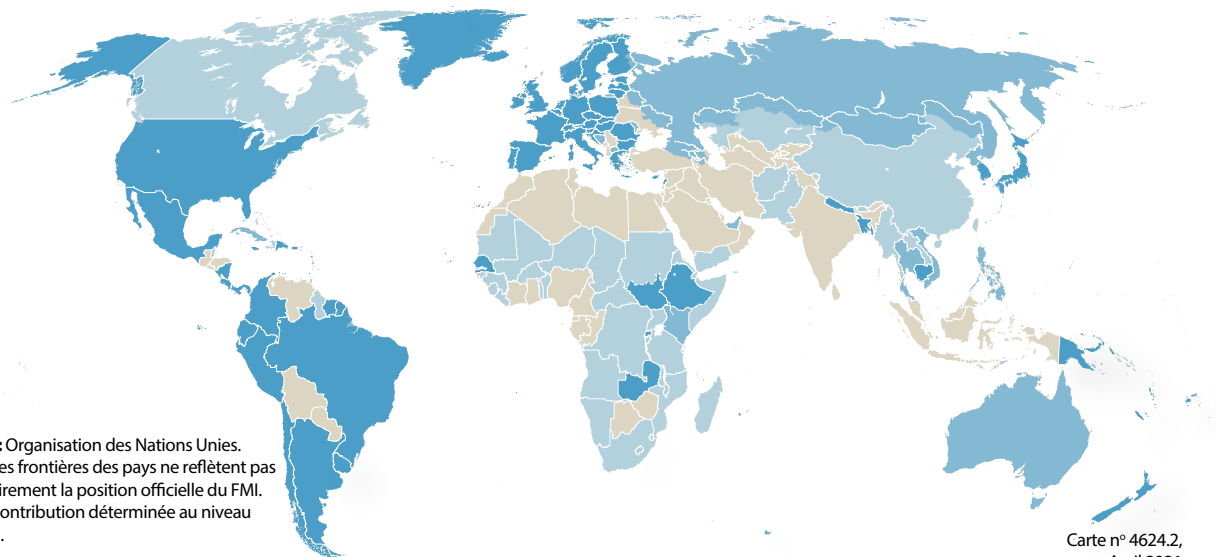 : Organisation des Nations Unies.
es frontières des pays ne reflètent pas
irement la position officielle du FMI.
ontribution déterminée au niveau
.
Carte nº 4624.2,